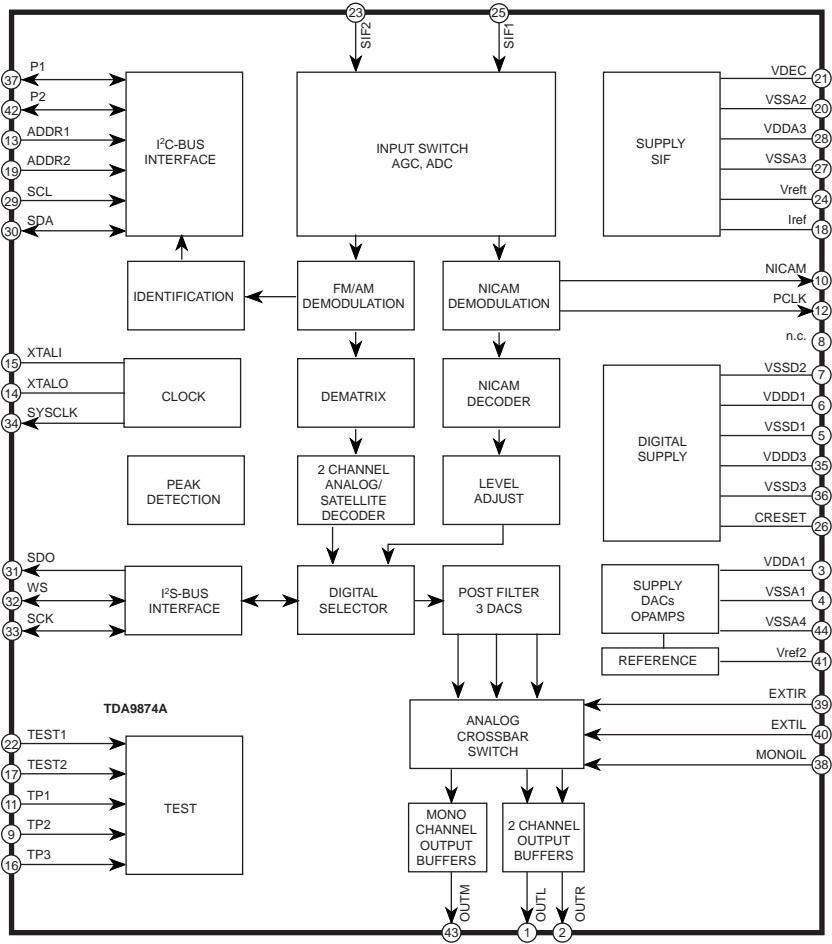 23
SIF2
25
SIF1
37
P1
42
P2
13
ADDR1
19
ADDR2
29
SCL
30
SDA
I²C-BUS
INTERFACE
INPUT SWITCH
AGC, ADC
SUPPLY
SIF
VDEC
21
VSSA2
20
VDDA3
28
VSSA3
27
Vreft
24
Iref
18
IDENTIFICATION
FM/AM
DEMODULATION
NICAM
DEMODULATION
NICAM
10
PCLK
12
n.c.
8
15
XTALI
14
XTALO
34
SYSCLK
CLOCK
DEMATRIX
NICAM
DECODER
DIGITAL
SUPPLY
VSSD2
7
VDDD1
6
VSSD1
5
VDDD3
35
VSSD3
36
CRESET
26
PEAK
DETECTION
2 CHANNEL
ANALOG/
SATELLITE
DECODER
LEVEL
ADJUST
31
SDO
32
WS
33
SCK
I²S-BUS
INTERFACE
DIGITAL
SELECTOR
POST FILTER
3 DACS
SUPPLY
DACs
OPAMPS
REFERENCE
VDDA1
3
VSSA1
4
VSSA4
44
Vref2
41
TDA9874A
ANALOG
CROSSBAR
SWITCH
EXTIR
39
EXTIL
40
MONOIL
38
22
TEST1
17
TEST2
11
TP1
9
TP2
16
TP3
TEST
MONO
CHANNEL
OUTPUT
BUFFERS
2 CHANNEL
OUTPUT
BUFFERS
OUTM
43
OUTL
1
OUTR
2